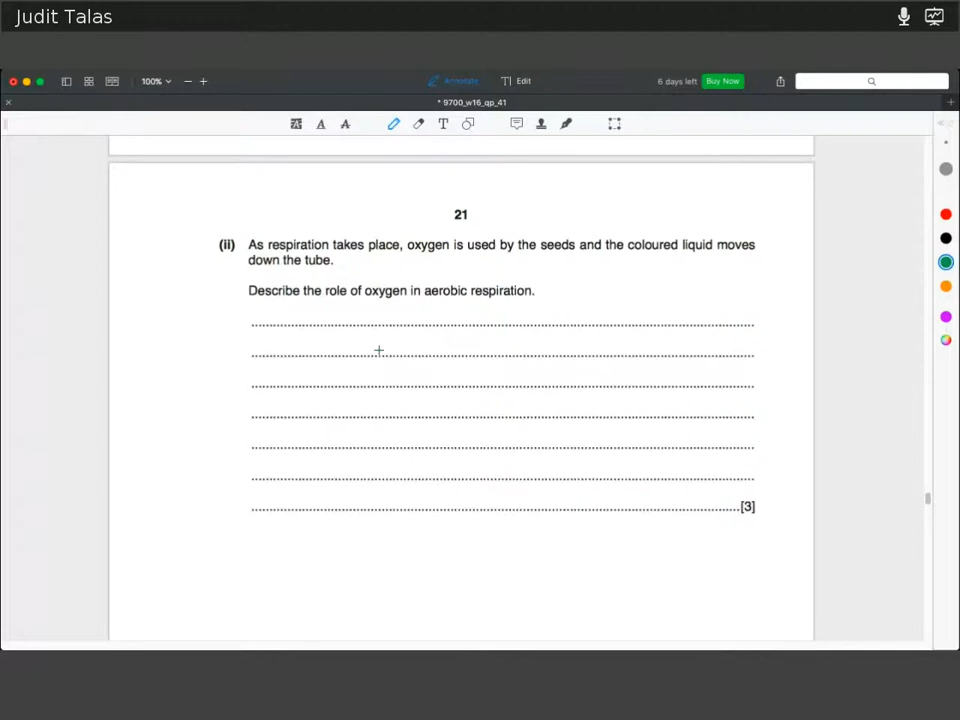 Judit Talas
100%
Annotate
Edit
6 days left
Buy Now
* 9700_w16_qp_41
21
(ii) As respiration takes place, oxygen is used by the seeds and the coloured liquid moves
down the tube.
Describe the role of oxygen in aerobic respiration.
[3]